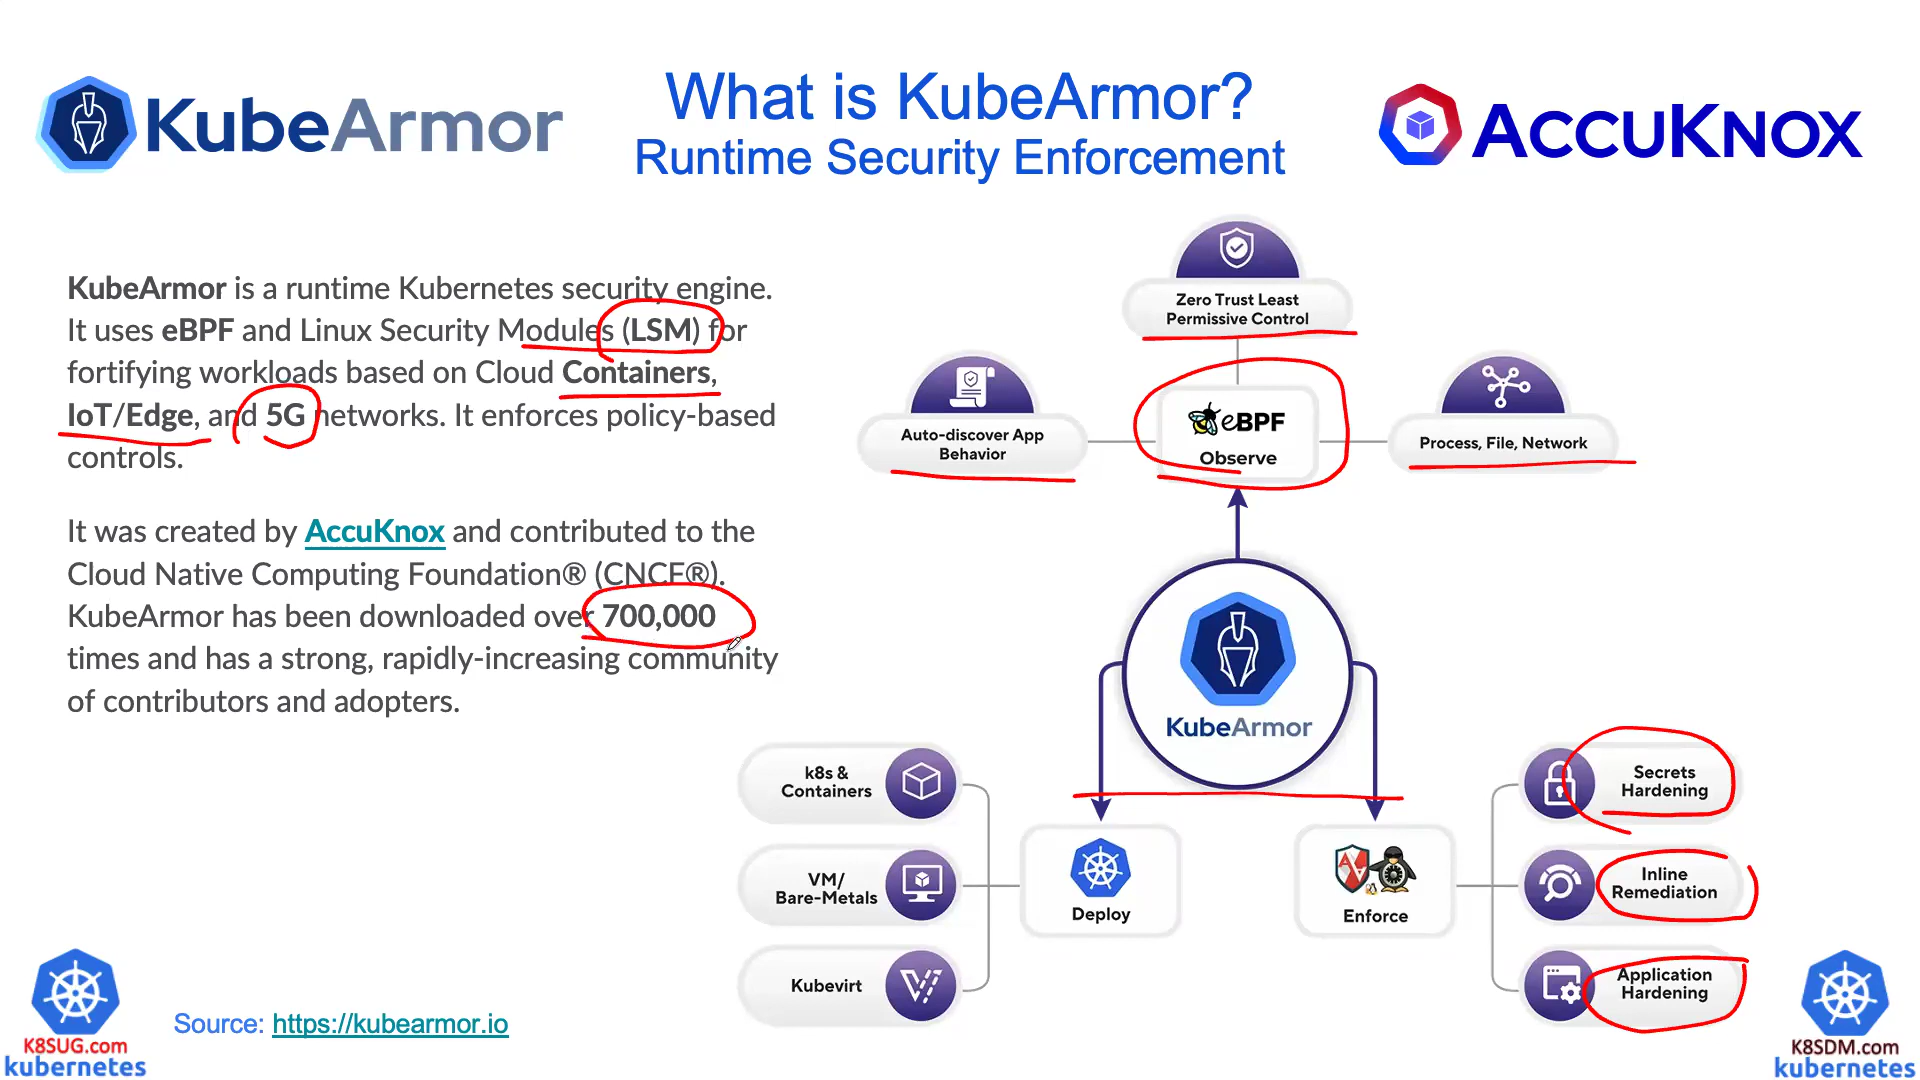 KubeArmor
What is KubeArmor?
Runtime Security Enforcement
AccuKnox
KubeArmor is a runtime Kubernetes security engine.
It uses eBPF and Linux Security Modules (LSM) for
fortifying workloads based on Cloud Containers,
IoT/Edge, and 5G networks. It enforces policy-based
controls.
It was created by AccuKnox and contributed to the
Cloud Native Computing Foundation® (CNCF®).
KubeArmor has been downloaded over 700,000
times and has a strong, rapidly-increasing community
of contributors and adopters.
Zero Trust Least
Permissive Control
Auto-discover App
Behavior
eBPF
Observe
Process, File, Network
KubeArmor
k8s &
Containers
VM/
Bare-Metals
Kubevirt
Deploy
Enforce
Secrets
Hardening
Inline
Remediation
Application
Hardening
Source: https://kubearmor.io
K8SUG.com
kubernetes
K8SDM.com
kubernetes